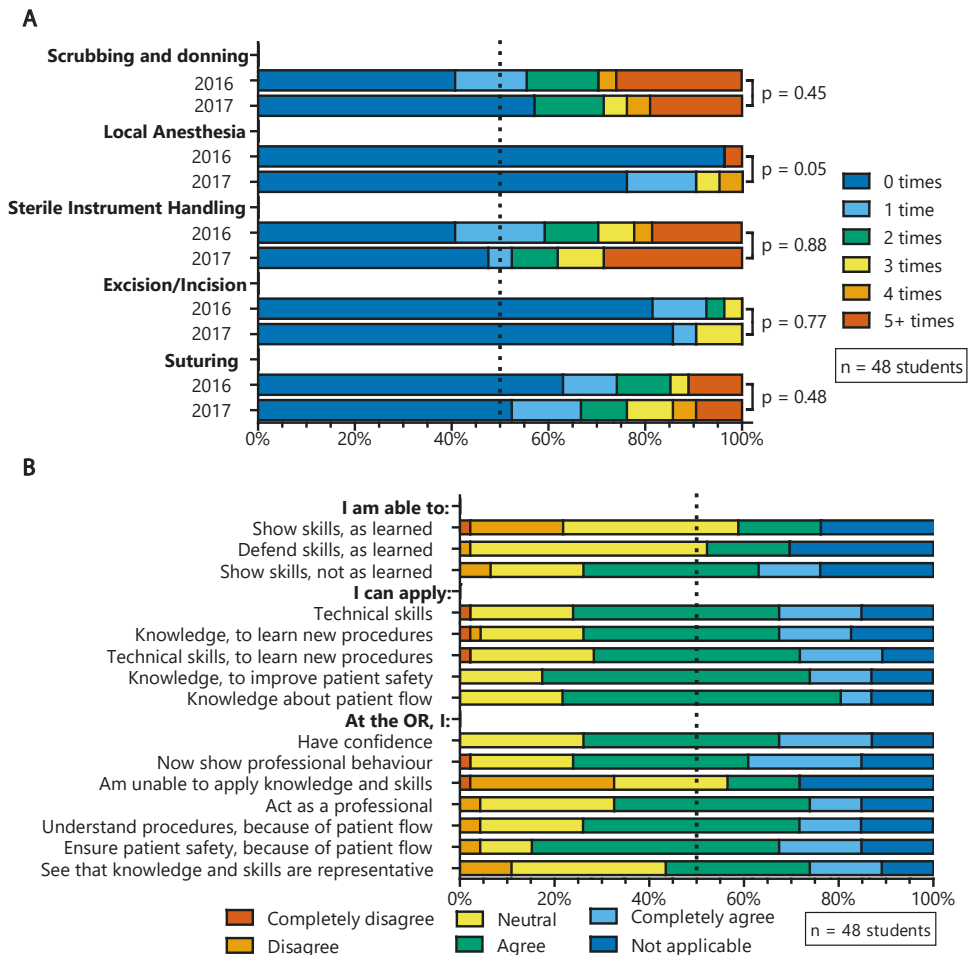 A
Scrubbing and donning
2016
2017
p = 0.45
Local Anesthesia
2016
2017
p = 0.05
Sterile Instrument Handling
2016
2017
p = 0.88
Excision/Incision
2016
2017
p = 0.77
Suturing
2016
2017
p = 0.48
0% 20% 40% 60% 80% 100%
0 times
1 time
2 times
3 times
4 times
5+ times
n = 48 students
B
I am able to:
Show skills, as learned
Defend skills, as learned
Show skills, not as learned
I can apply:
Technical skills
Knowledge, to learn new procedures
Technical skills, to learn new procedures
Knowledge, to improve patient safety
Knowledge about patient flow
At the OR, I:
Have confidence
Now show professional behaviour
Am unable to apply knowledge and skills
Act as a professional
Understand procedures, because of patient flow
Ensure patient safety, because of patient flow
See that knowledge and skills are representative
0% 20% 40% 60% 80% 100%
Completely disagree
Disagree
Neutral
Agree
Completely agree
Not applicable
n = 48 students